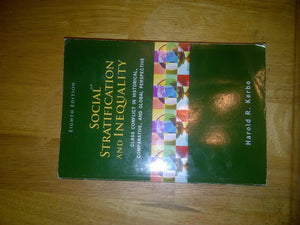 EIGHTH EDITION
SOCIAL
STRATIFICATION
AND INEQUALITY
CLASS CONFLICT IN HISTORICAL,
COMPARATIVE, AND GLOBAL PERSPECTIVE
Harold R. Kerbo